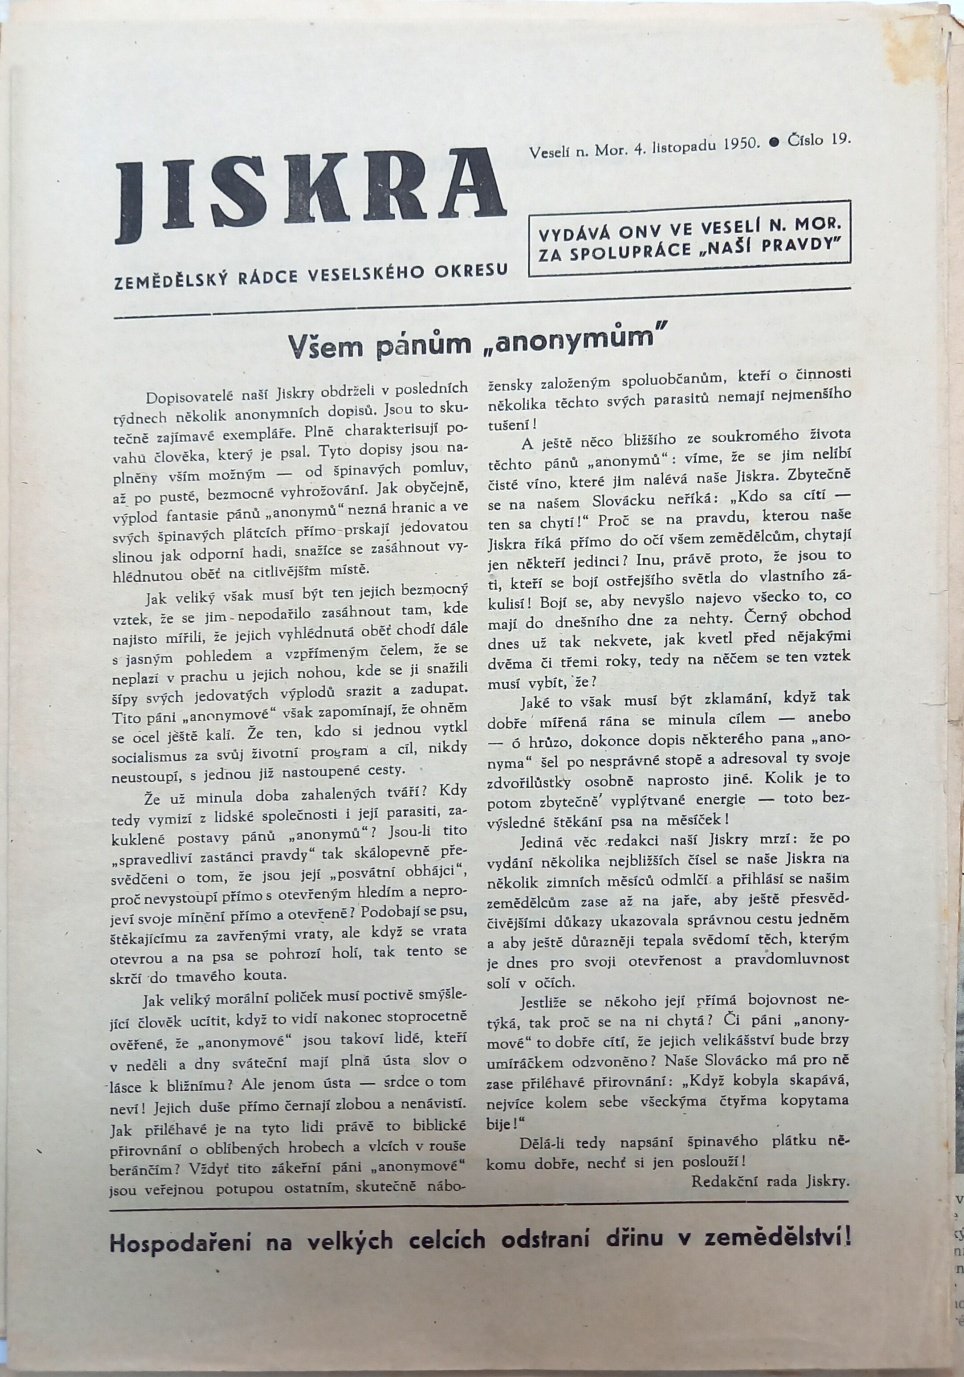 JISKRA
Veselí n. Mor. 4. listopadu 1950. ● Číslo 19.
ZEMĚDĚLSKÝ RÁDCE VESELSKÉHO OKRESU
VYDÁVÁ ONV VE VESELÍ N. MOR.
ZA SPOLUPRÁCE „NAŠÍ PRAVDY"
Všem pánům „anonymům"
Dopisovatelé naší Jiskry obdrželi v posledních
týdnech několik anonymních dopisů. Jsou to sku-
tečně zajímavé exempláře. Plně charakterisují po-
vahu člověka, který je psal. Tyto dopisy jsou na-
plněny vším možným — od špinavých pomluv,
až po pusté, bezmocné vyhrožování. Jak obyčejně,
výplod fantasie pánů „anonymů“ nezná hranic a ve
svých špinavých plátcích přímo prskají jedovatou
slinou jak odporní hadi, snažíce se zasáhnout vy-
hlédnutou oběť na citlivějším místě.
Jak veliký však musí být ten jejich bezmocný
vztek, že se jim nepodařilo zasáhnout tam, kde
najisto mířili, že jejich vyhlédnutá oběť chodí dále
s jasným pohledem a vzpřímeným čelem, že se
neplazí v prachu u jejich nohou, kde se ji snažili
šípy svých jedovatých výplodů srazit a zadupat.
Tito páni „anonymové“ však zapomínají, že ohněm
se ocel ještě kalí. Že ten, kdo si jednou vytkl
socialismus za svůj životní program a cíl, nikdy
neustoupí, s jednou již nastoupené cesty.
Že už minula doba zahalených tváří? Kdy
tedy vymizí z lidské společnosti i její parasiti, za-
kuklené postavy pánů „anonymů“? Jsou-li tito
„spravedliví zastánci pravdy“ tak skálopevně pře-
svědčeni o tom, že jsou její „posvátní obhájci“,
proč nevystoupí přímo s otevřeným hledím a nepro-
jeví svoje mínění přímo a otevřeně? Podobají se psu,
štěkajícímu za zavřenými vraty, ale když se vrata
otevrou a na psa se pohrozí holí, tak tento se
skrčí do tmavého kouta.
Jak veliký morální políček musí poctivě smýšle-
jící člověk ucítit, když to vidí nakonec stoprocetně
ověřené, že „anonymové“ jsou takoví lidé, kteří
v neděli a dny sváteční mají plná ústa slov o
lásce k bližnímu? Ale jenom ústa — srdce o tom
neví! Jejich duše přímo černají zlobou a nenávistí.
Jak přiléhavé je na tyto lidi právě to biblické
přirovnání o oblíbených hrobech a vlcích v rouše
beránčím? Vždyť tito zákeřní páni „anonymové“
jsou veřejnou potupou ostatním, skutečně nábo-
žensky založeným spoluobčanům, kteří o činnosti
několika těchto svých parasitů nemají nejmenšího
tušení!
A ještě něco bližšího ze soukromého života
těchto pánů „anonymů“: víme, že se jim nelíbí
čisté víno, které jim nalévá naše Jiskra. Zbytečně
se na našem Slovácku neříká: „Kdo sa cítí —
ten sa chytí!“ Proč se na pravdu, kterou naše
Jiskra říká přímo do očí všem zemědělcům, chytají
jen někteří jedinci? Inu, právě proto, že jsou to
ti, kteří se bojí ostřejšího světla do vlastního zá-
kulisí! Bojí se, aby nevyšlo najevo všecko to, co
mají do dnešního dne za nehty. Černý obchod
dnes už tak nekvete, jak kvetl před nějakými
dvěma či třemi roky, tedy na něčem se ten vztek
musí vybít, že?
Jaké to však musí být zklamání, když tak
dobře mířená rána se minula cílem — anebo
— ó hrůzo, dokonce dopis některého pana „ano-
nyma“ šel po nesprávné stopě a adresoval ty svoje
zdvořilůstky osobně naprosto jiné. Kolik je to
potom zbytečně vyplýtvané energie — toto bez-
výsledné štěkání psa na měsíček!
Jediná věc redakci naší Jiskry mrzí: že po
vydání několika nejbližších čísel se naše Jiskra na
několik zimních měsíců odmlčí a přihlásí se našim
zemědělcům zase až na jaře, aby ještě přesvěd-
čivějšími důkazy ukazovala správnou cestu jedněm
a aby ještě důrazněji tepala svědomí těch, kterým
je dnes pro svoji otevřenost a pravdomluvnost
solí v očích.
Jestliže se někoho její přímá bojovnost ne-
týká, tak proč se na ni chytá? Či páni „anony-
mové“ to dobře cítí, že jejich velikášství bude brzy
umíráčkem odzvoněno? Naše Slovácko má pro ně
zase přiléhavé přirovnání: „Když kobyla skapává,
nejvíce kolem sebe všeckýma čtyřma kopytama
bije!“
Dělá-li tedy napsání špinavého plátku ně-
komu dobře, nechť si jen poslouží!
Redakční rada Jiskry.
Hospodaření na velkých celcích odstraní dřinu v zemědělství!